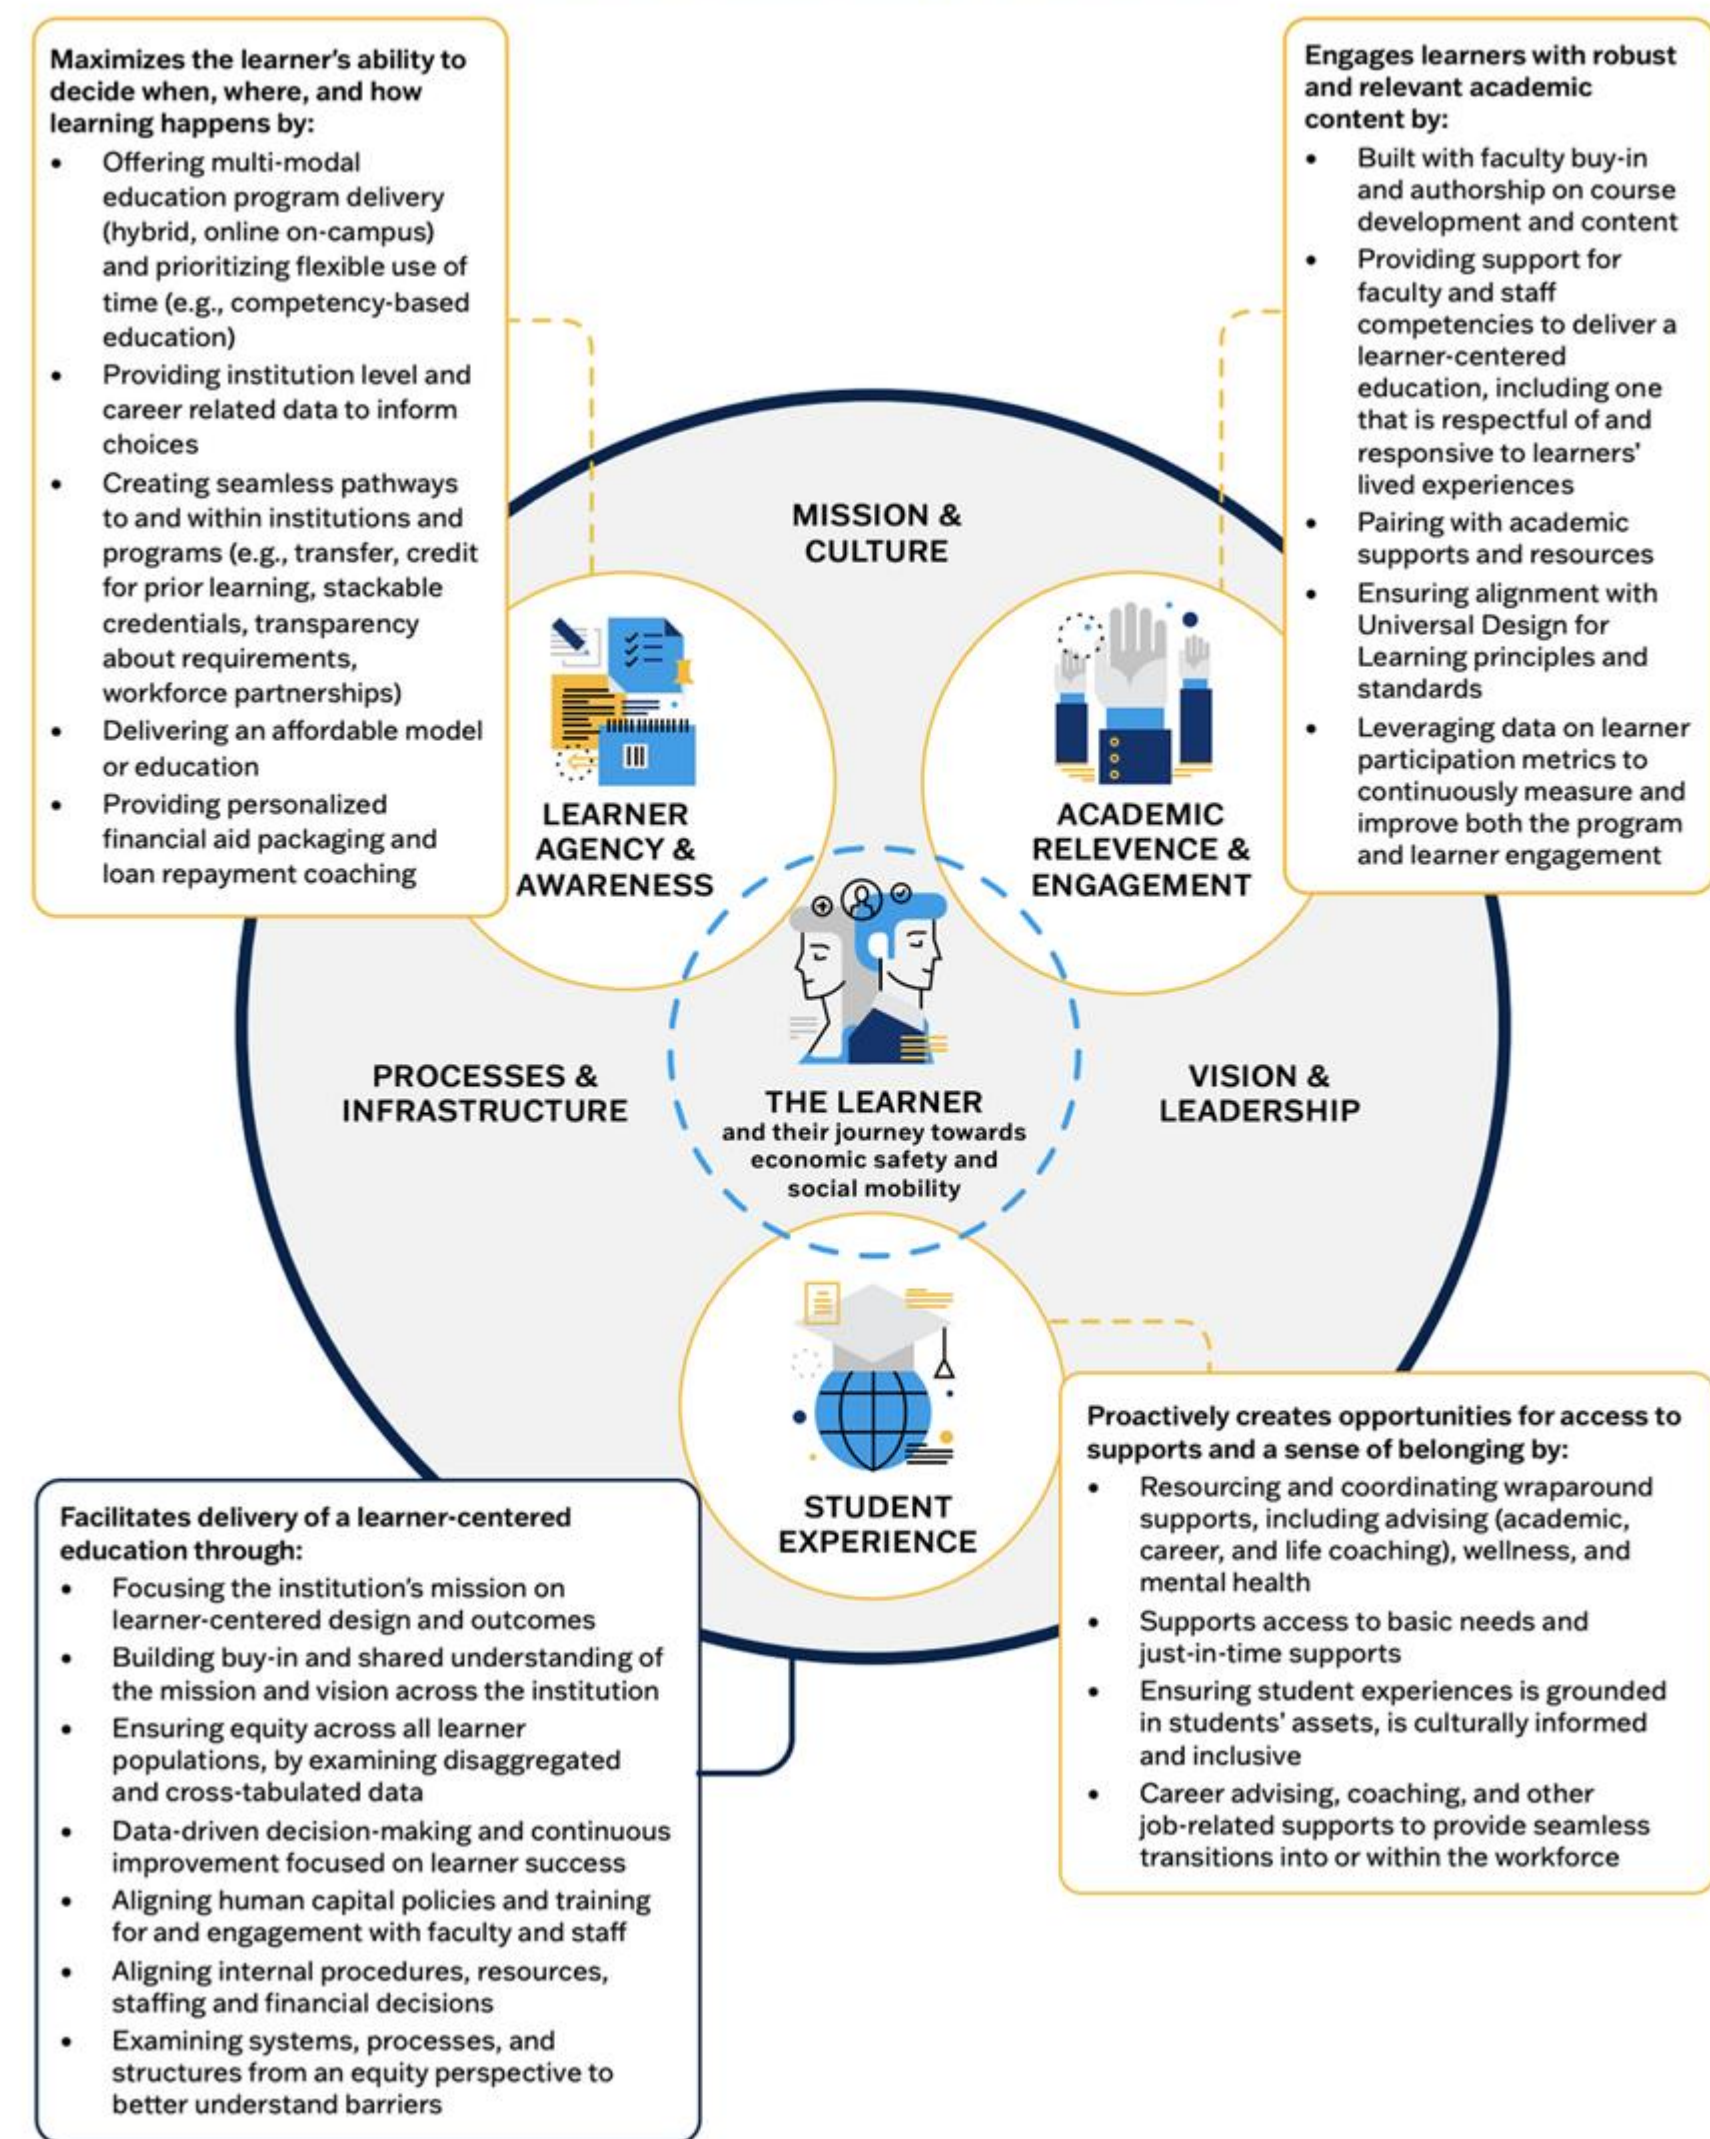 Maximizes the learner's ability to
decide when, where, and how
learning happens by:
• Offering multi-modal
education program delivery
(hybrid, online on-campus)
and prioritizing flexible use of
time (e.g., competency-based
education)
• Providing institution level and
career related data to inform
choices
• Creating seamless pathways
to and within institutions and
programs (e.g., transfer, credit
for prior learning, stackable
credentials, transparency
about requirements,
workforce partnerships)
• Delivering an affordable model
or education
• Providing personalized
financial aid packaging and
loan repayment coaching
Engages learners with robust
and relevant academic
content by:
• Built with faculty buy-in
and authorship on course
development and content
• Providing support for
faculty and staff
competencies to deliver a
learner-centered
education, including one
that is respectful of and
responsive to learners'
lived experiences
• Pairing with academic
supports and resources
• Ensuring alignment with
Universal Design for
Learning principles and
standards
• Leveraging data on learner
participation metrics to
continuously measure and
improve both the program
and learner engagement
MISSION &
CULTURE
LEARNER
AGENCY &
AWARENESS
ACADEMIC
RELEVENCE &
ENGAGEMENT
PROCESSES &
INFRASTRUCTURE
THE LEARNER
and their journey towards
economic safety and
social mobility
VISION &
LEADERSHIP
STUDENT
EXPERIENCE
Proactively creates opportunities for access to
supports and a sense of belonging by:
• Resourcing and coordinating wraparound
supports, including advising (academic,
career, and life coaching), wellness, and
mental health
• Supports access to basic needs and
just-in-time supports
• Ensuring student experiences is grounded
in students' assets, is culturally informed
and inclusive
• Career advising, coaching, and other
job-related supports to provide seamless
transitions into or within the workforce
Facilitates delivery of a learner-centered
education through:
• Focusing the institution's mission on
learner-centered design and outcomes
• Building buy-in and shared understanding of
the mission and vision across the institution
• Ensuring equity across all learner
populations, by examining disaggregated
and cross-tabulated data
• Data-driven decision-making and continuous
improvement focused on learner success
• Aligning human capital policies and training
for and engagement with faculty and staff
• Aligning internal procedures, resources,
staffing and financial decisions
• Examining systems, processes, and
structures from an equity perspective to
better understand barriers